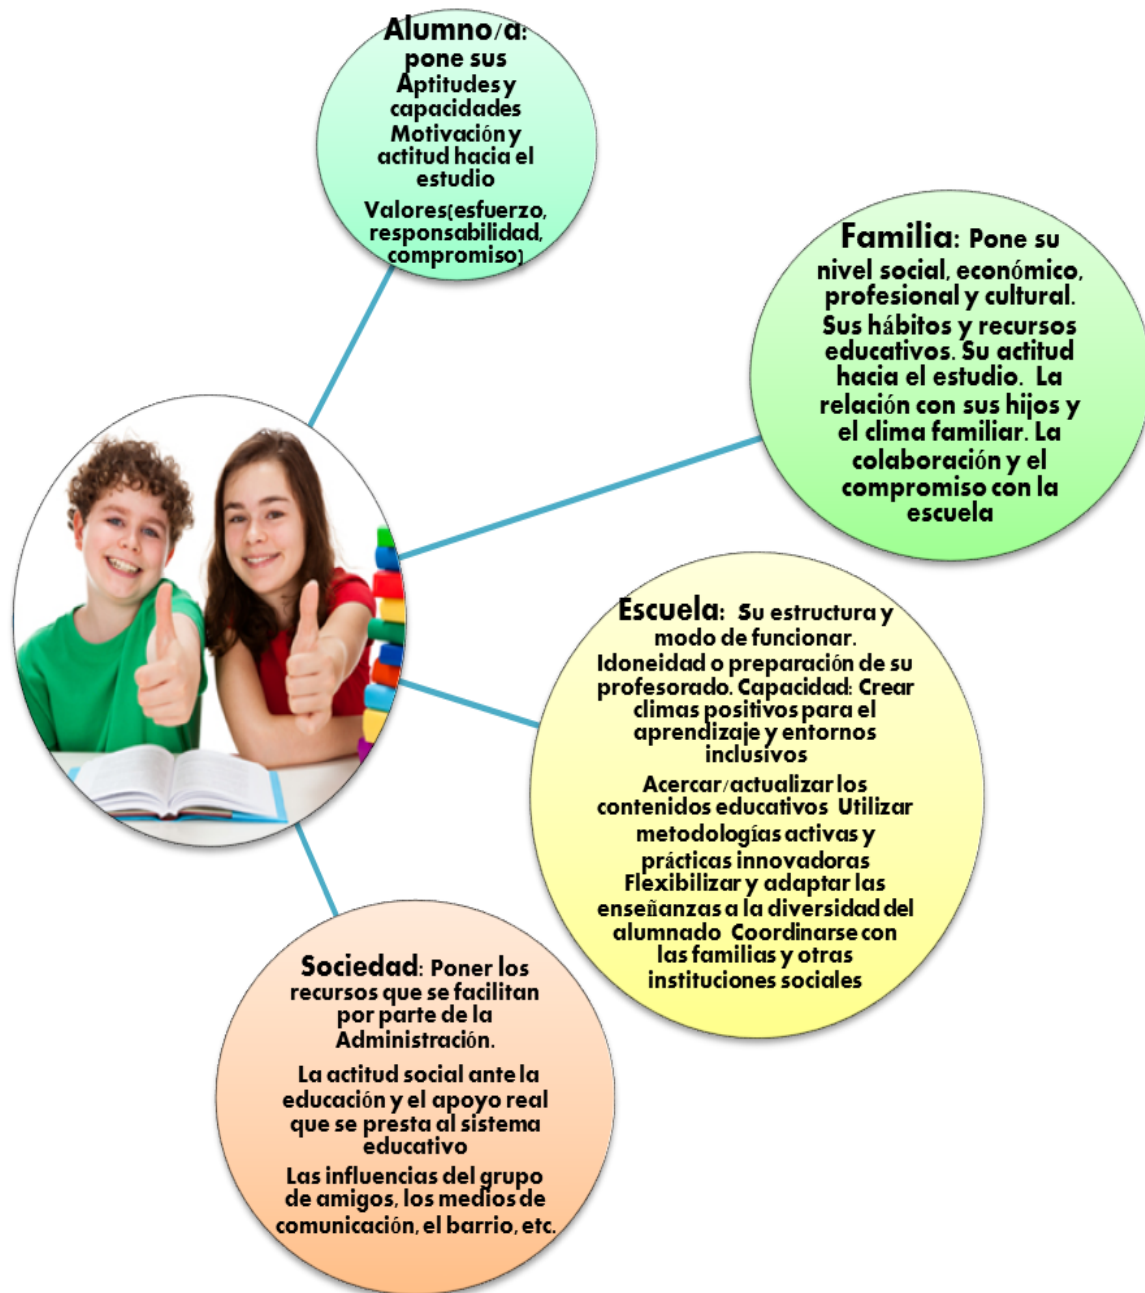 Alumno/a:
pone sus
Aptitudes y
capacidades
Motivación y
actitud hacia el
estudio
Valores(esfuerzo,
responsabilidad,
compromiso)
Familia: Pone su
nivel social, económico,
profesional y cultural.
Sus hábitos y recursos
educativos. Su actitud
hacia el estudio. La
relación con sus hijos y
el clima familiar. La
colaboración y el
compromiso con la
escuela
Escuela: Su estructura y
modo de funcionar.
Idoneidad o preparación de su
profesorado. Capacidad: Crear
climas positivos para el
aprendizaje y entornos
inclusivos
Acercar/actualizar los
contenidos educativos Utilizar
metodologías activas y
prácticas innovadoras
Flexibilizar y adaptar las
enseñanzas a la diversidad del
alumnado Coordinarse con
las familias y otras
instituciones sociales
Sociedad: Poner los
recursos que se facilitan
por parte de la
Administración.
La actitud social ante la
educación y el apoyo real
que se presta al sistema
educativo
Las influencias del grupo
de amigos, los medios de
comunicación, el barrio, etc.